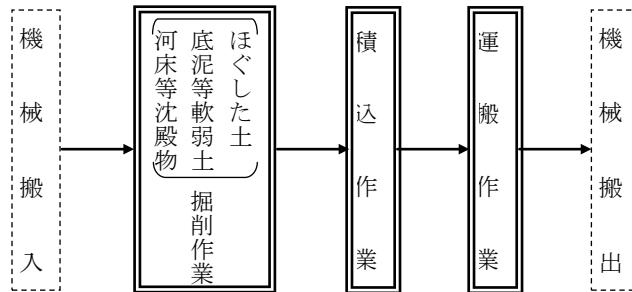 機械搬入
ほぐした土
底泥等軟弱土
河床等沈殿物
掘削作業
積込作業
運搬作業
機械搬出